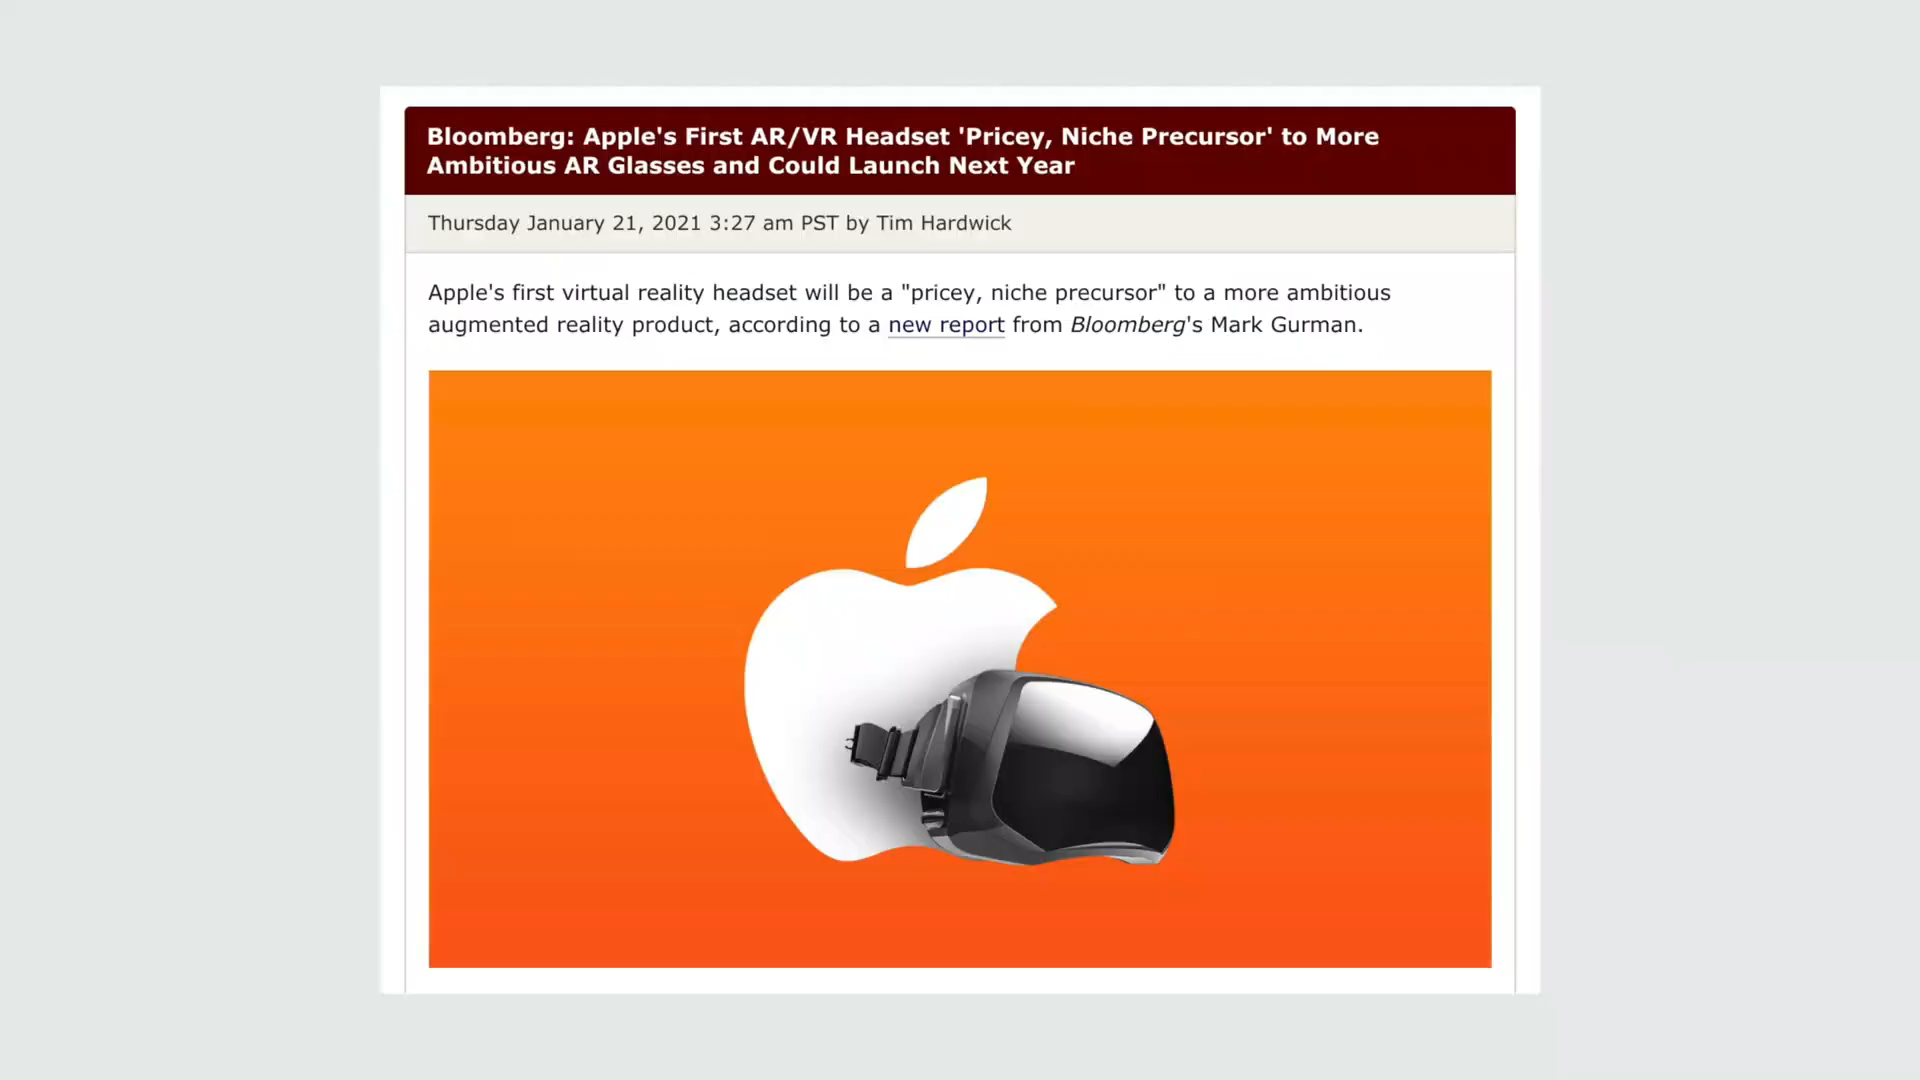 Bloomberg: Apple's First AR/VR Headset 'Pricey, Niche Precursor' to More
Ambitious AR Glasses and Could Launch Next Year
Thursday January 21, 2021 3:27 am PST by Tim Hardwick
Apple's first virtual reality headset will be a "pricey, niche precursor" to a more ambitious
augmented reality product, according to a new report from Bloomberg's Mark Gurman.